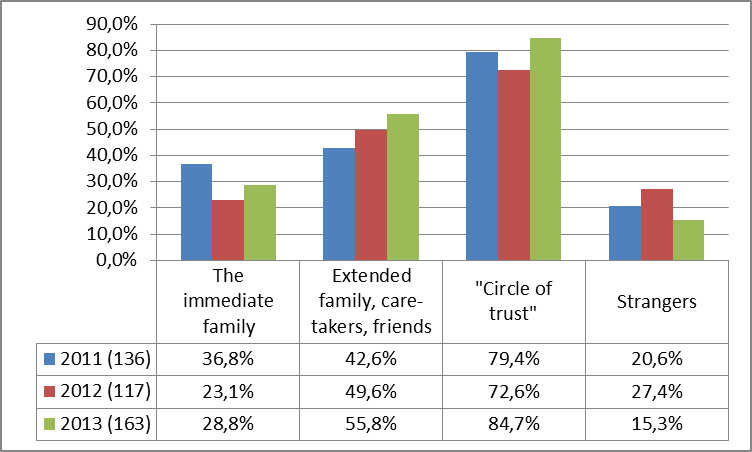 90,0%
80,0%
70,0%
60,0%
50,0%
40,0%
30,0%
20,0%
10,0%
0,0%
The
immediate
family
Extended
family, care-
takers, friends
"Circle of
trust"
Strangers
2011 (136) 36,8% 42,6% 79,4% 20,6%
2012 (117) 23,1% 49,6% 72,6% 27,4%
2013 (163) 28,8% 55,8% 84,7% 15,3%